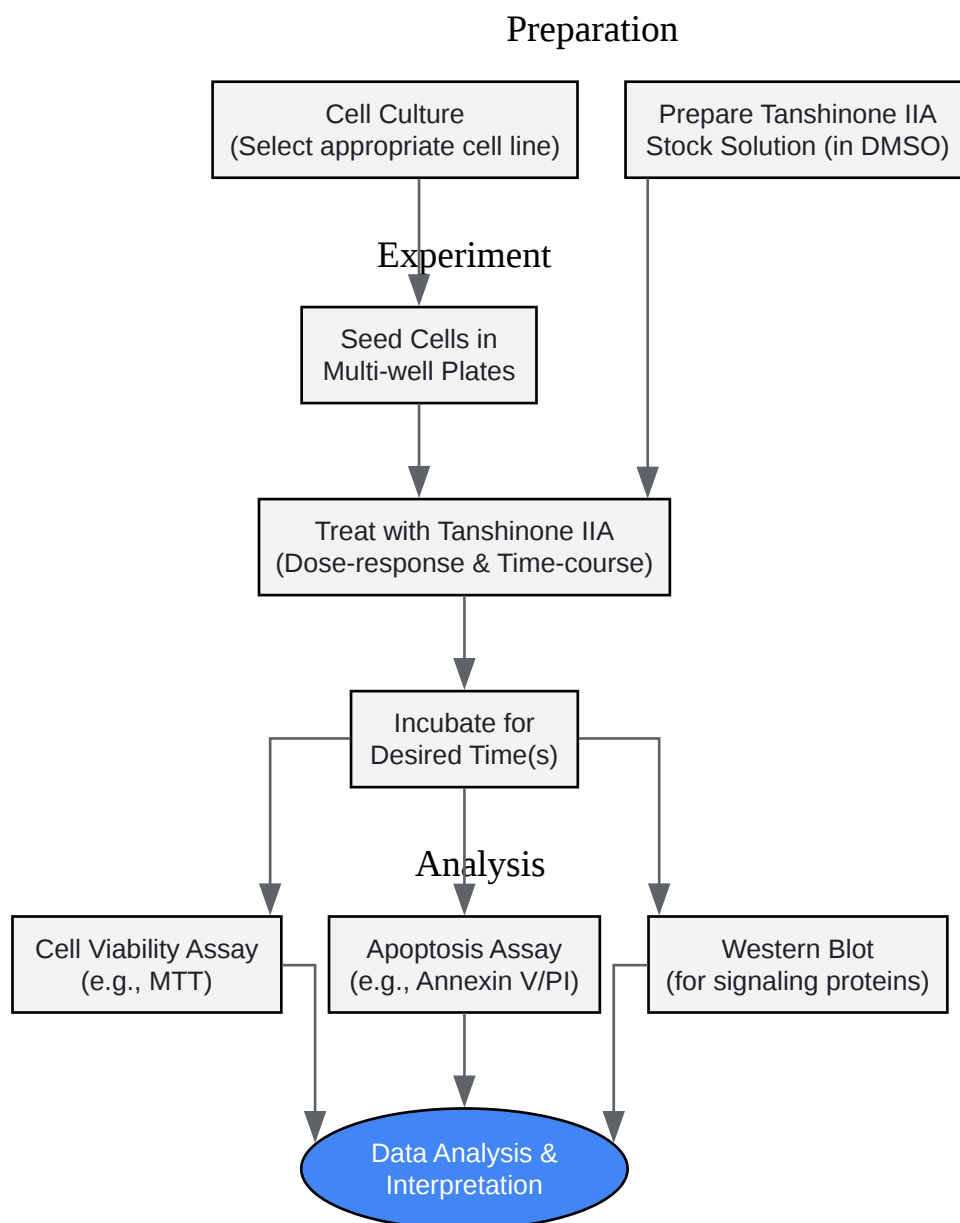 Preparation
Cell Culture
(Select appropriate cell line)
Prepare Tanshinone IIA
Stock Solution (in DMSO)
Experiment
Seed Cells in
Multi-well Plates
Treat with Tanshinone IIA
(Dose-response & Time-course)
Incubate for
Desired Time(s)
Analysis
Cell Viability Assay
(e.g., MTT)
Apoptosis Assay
(e.g., Annexin V/PI)
Western Blot
(for signaling proteins)
Data Analysis &
Interpretation